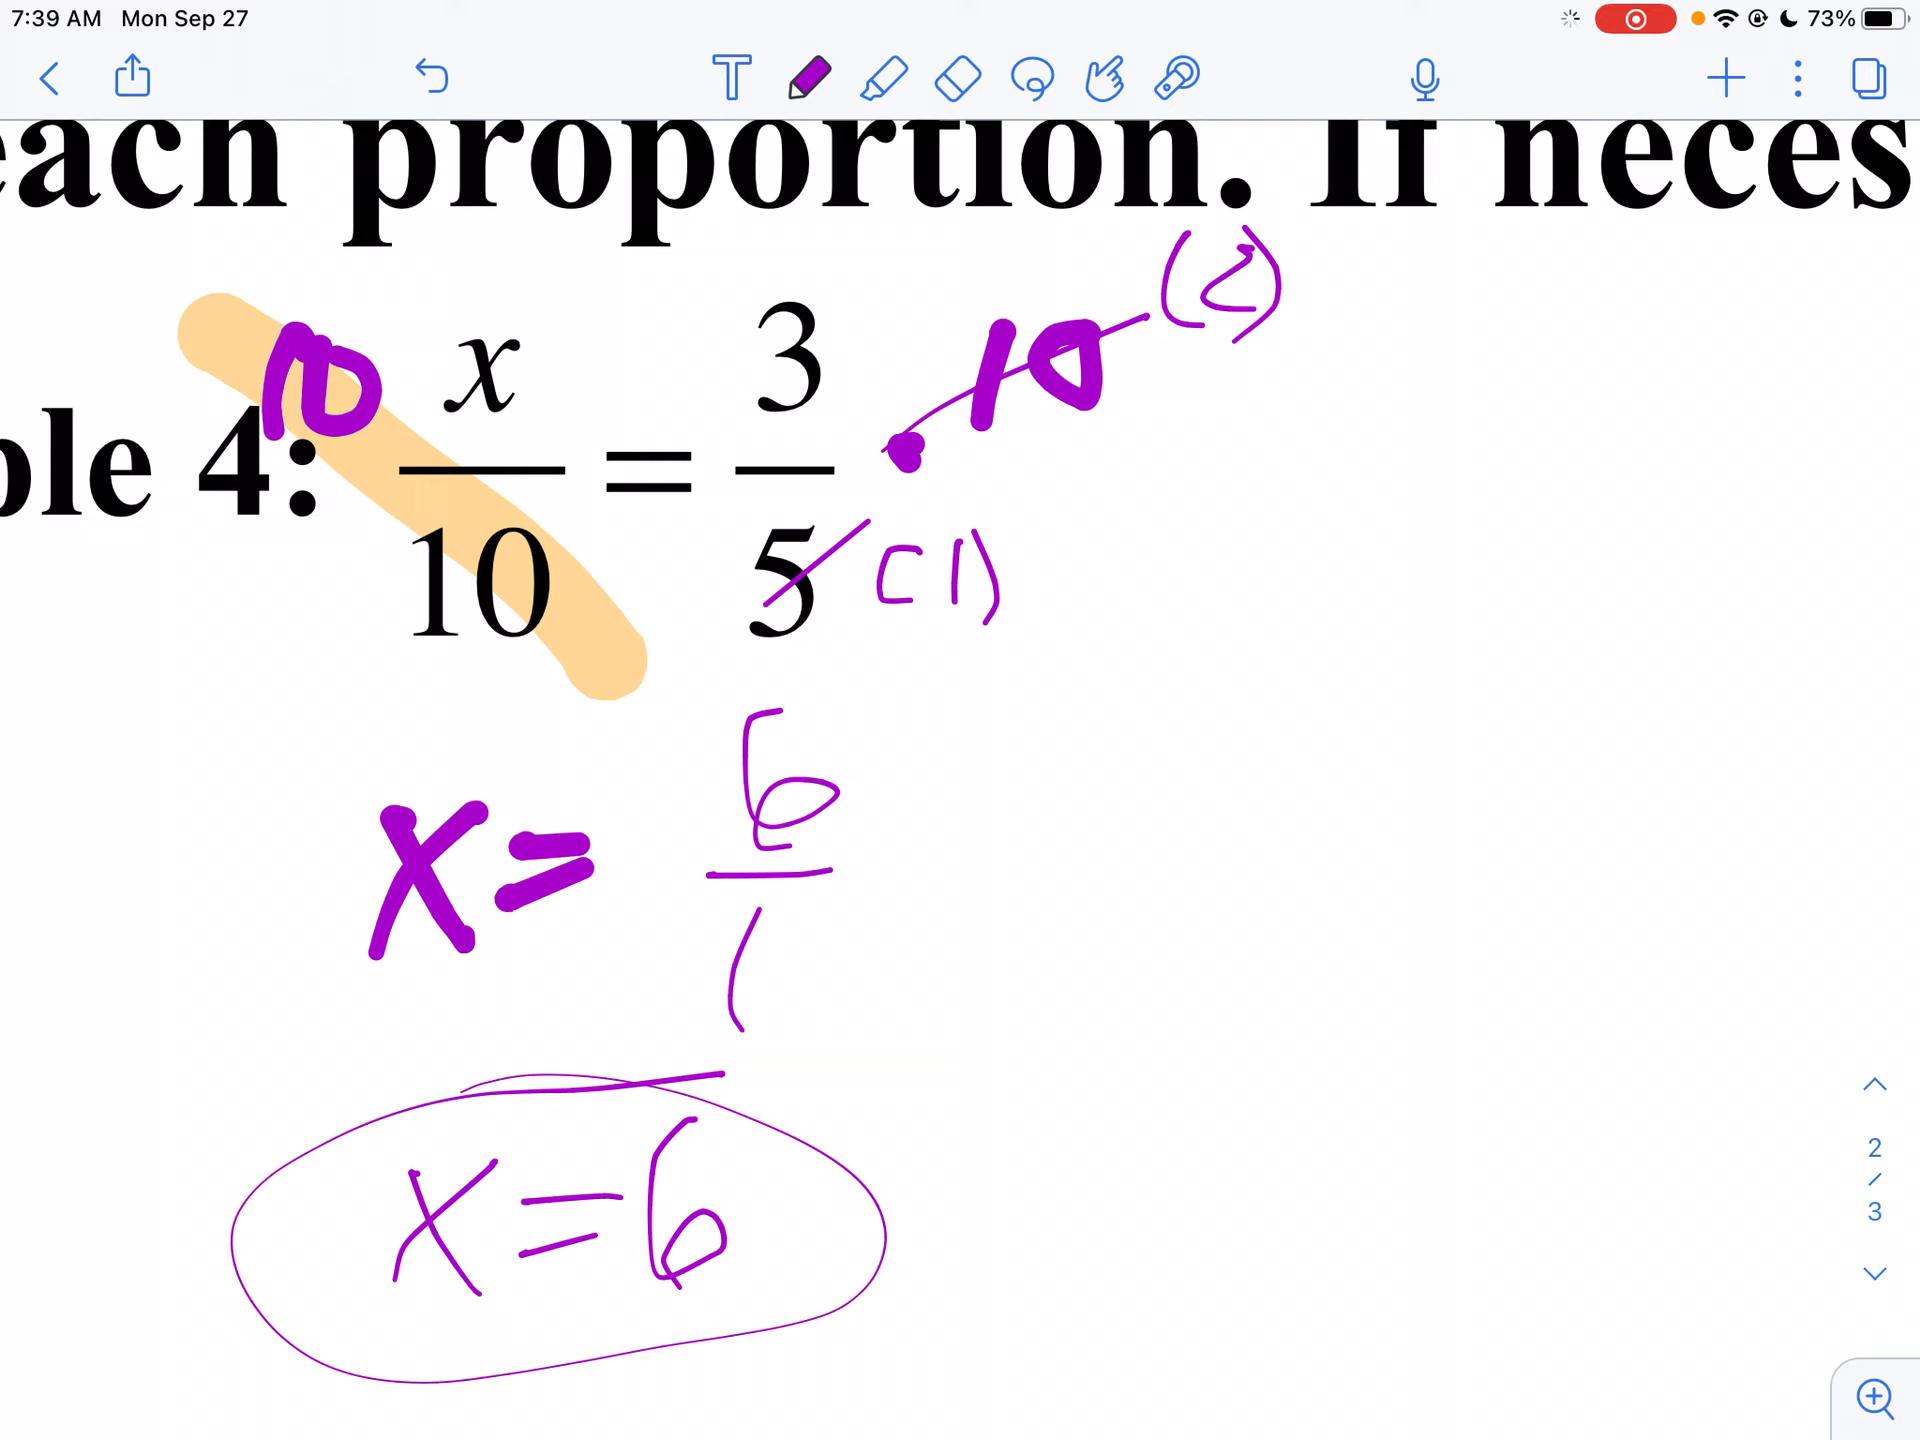 7:39 AM Mon Sep 27 73%
each proportion. If neces
(2)
10 x = 3 · 10
ple 4:
10 5 (1)
6
x =
1
x = 6
2
/
3